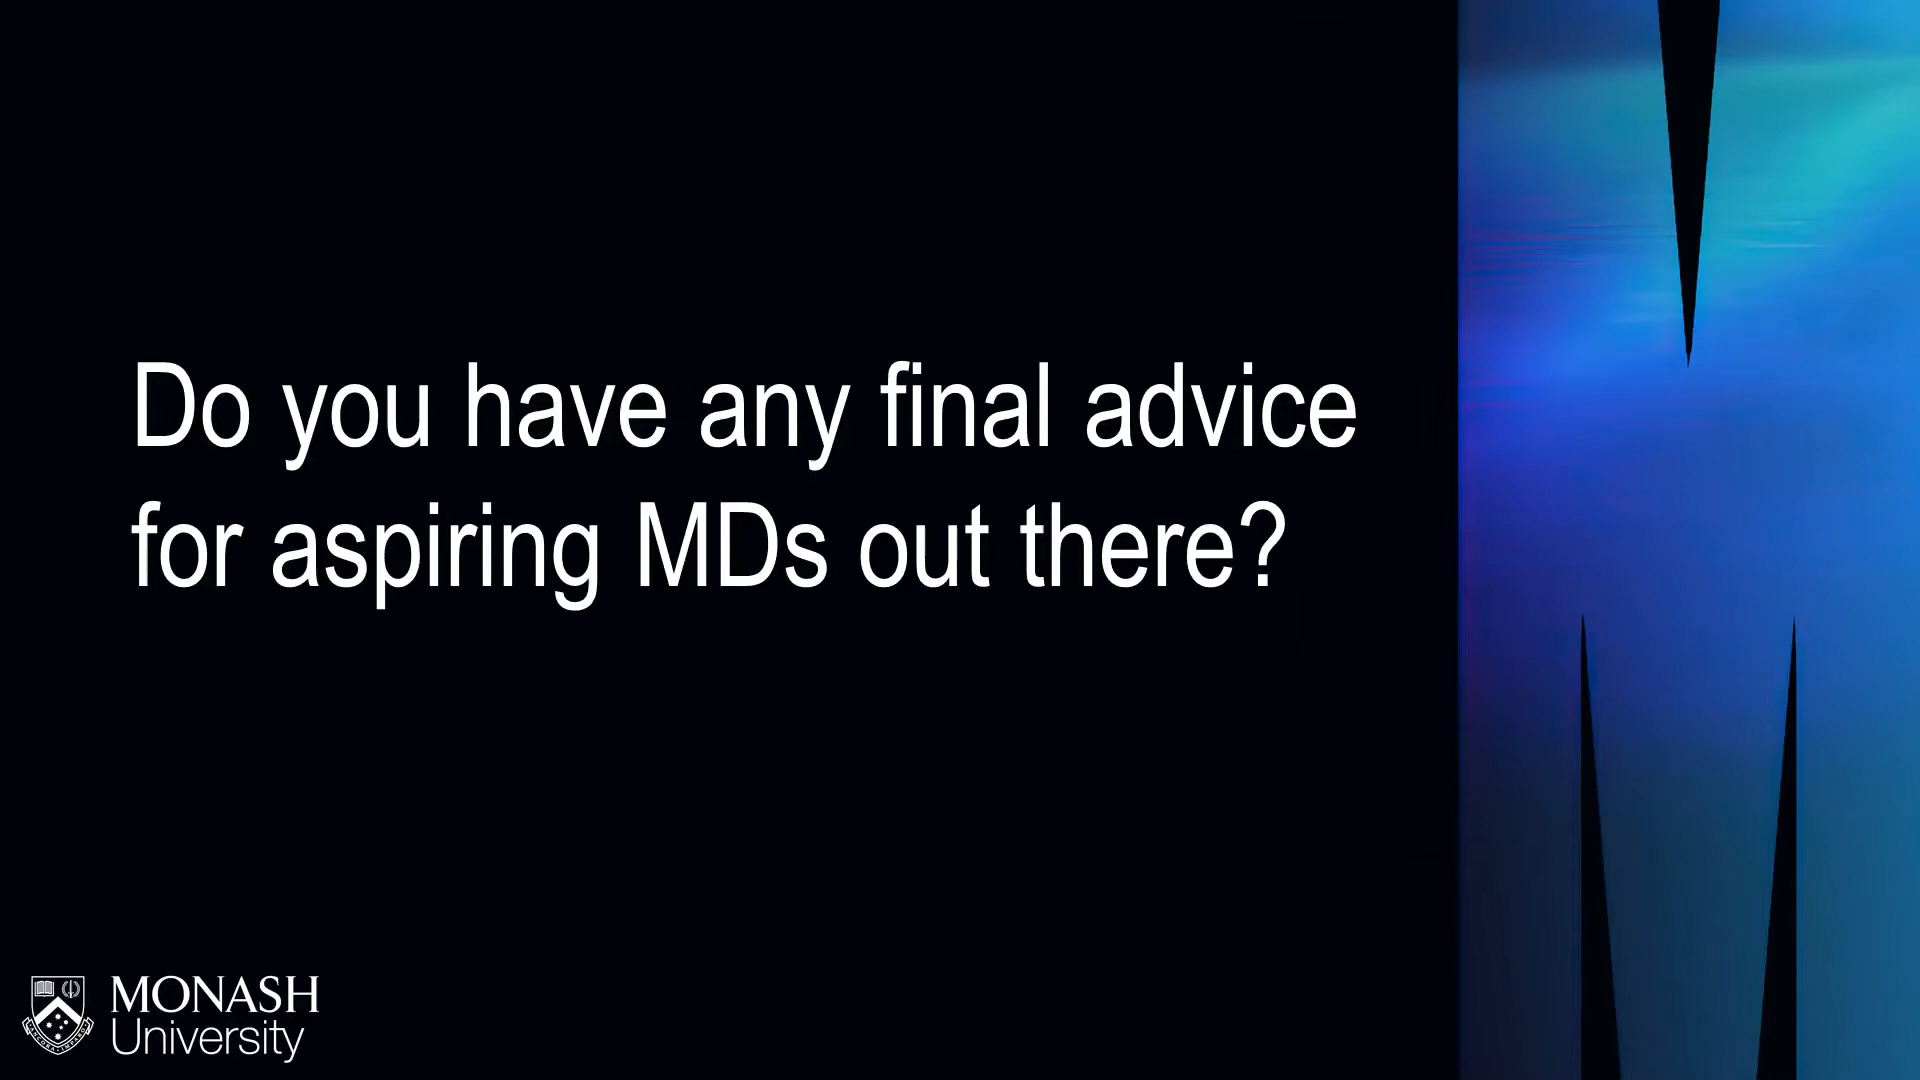 Do you have any final advice
for aspiring MDs out there?
MONASH
University